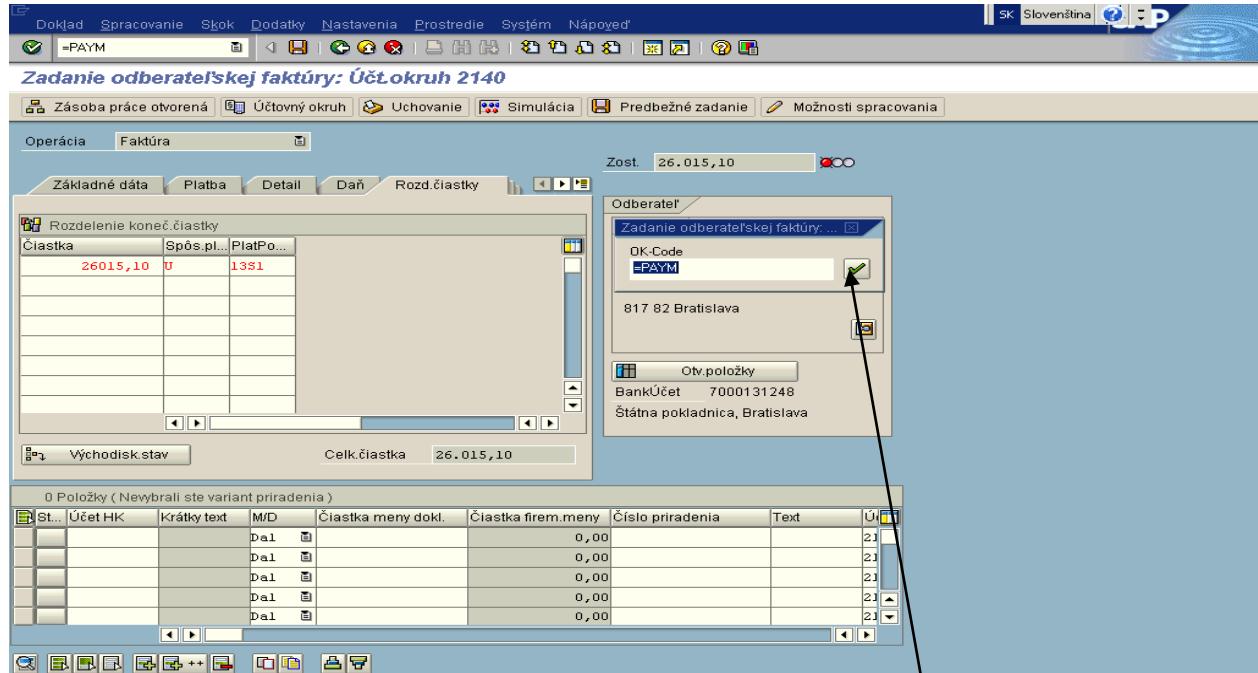 Doklad Spracovanie Skok Dodatky Nastavenia Prostredie Systém Nápoveď
SK Slovenština
=PAYM
Zadanie odberateľskej faktúry: Účt.okruh 2140
Zásoba práce otvorená Účtovný okruh Uchovanie Simulácia Predbežné zadanie Možnosti spracovania
Operácia Faktúra
Zost. 26.015,10
Základné dáta Platba Detail Daň Rozd.čiastky
Odberateľ
Rozdelenie koneč.čiastky
Zadanie odberateľskej faktúry: ...
Čiastka Spôs.pl... PlatPo...
OK-Code
26015,10 U 13S1
=PAYM
817 82 Bratislava
Otv.položky
BankÚčet 7000131248
Štátna pokladnica, Bratislava
Východisk.stav Celk.čiastka 26.015,10
0 Položky ( Nevybrali ste variant priradenia )
St... Účet HK Krátky text M/D Čiastka meny dokl. Čiastka firem.meny Číslo priradenia Text
Dal 0,00 21
Dal 0,00 21
Dal 0,00 21
Dal 0,00 21
Dal 0,00 21